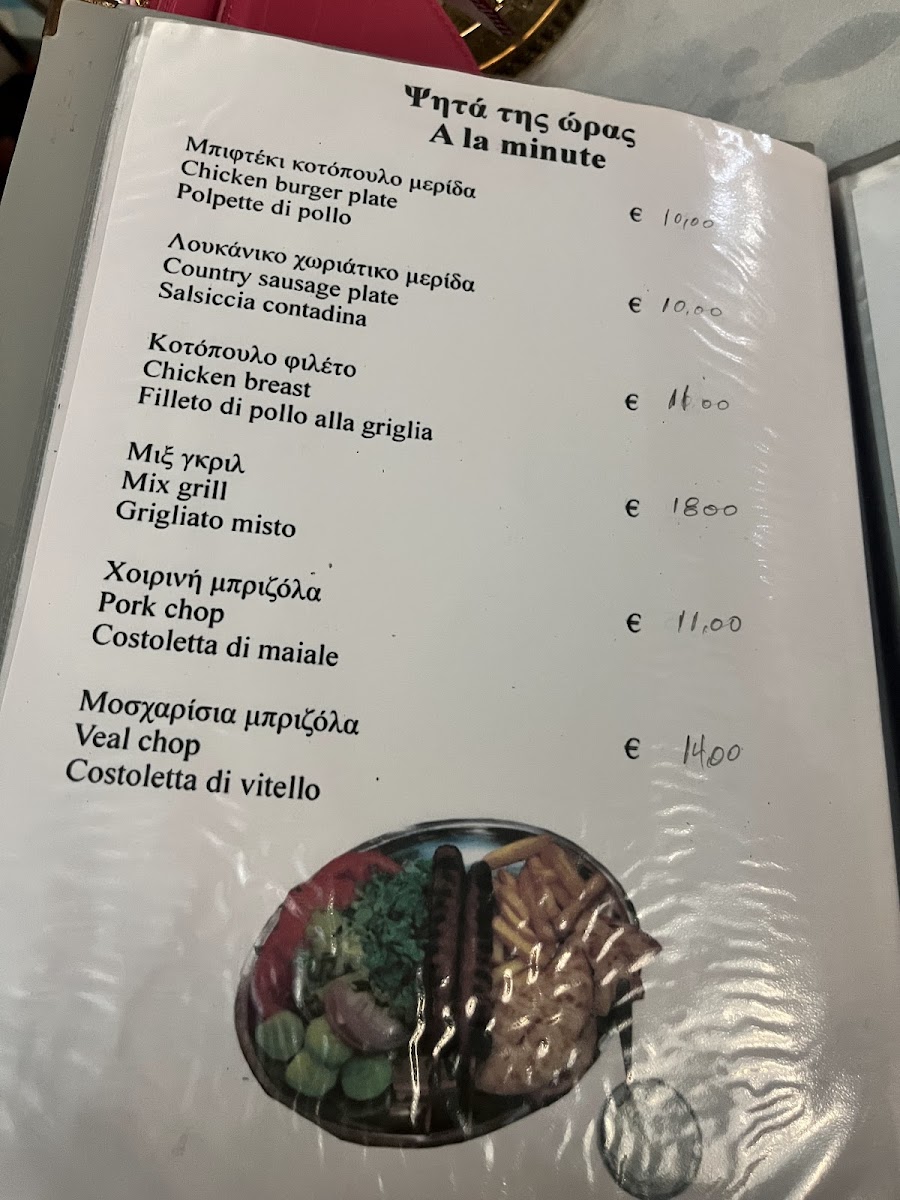 Ψητά της ώρας
A la minute
Μπιφτέκι κοτόπουλο μερίδα
Chicken burger plate
Polpette di pollo
€ 10,00
Λουκάνικο χωριάτικο μερίδα
Country sausage plate
Salsiccia contadina
€ 10,00
Κοτόπουλο φιλέτο
Chicken breast
Filleto di pollo alla griglia
€ 11 00
Μιξ γκριλ
Mix grill
Grigliato misto
€ 1800
Χοιρινή μπριζόλα
Pork chop
Costoletta di maiale
€ 11,00
Μοσχαρίσια μπριζόλα
Veal chop
Costoletta di vitello
€ 14,00